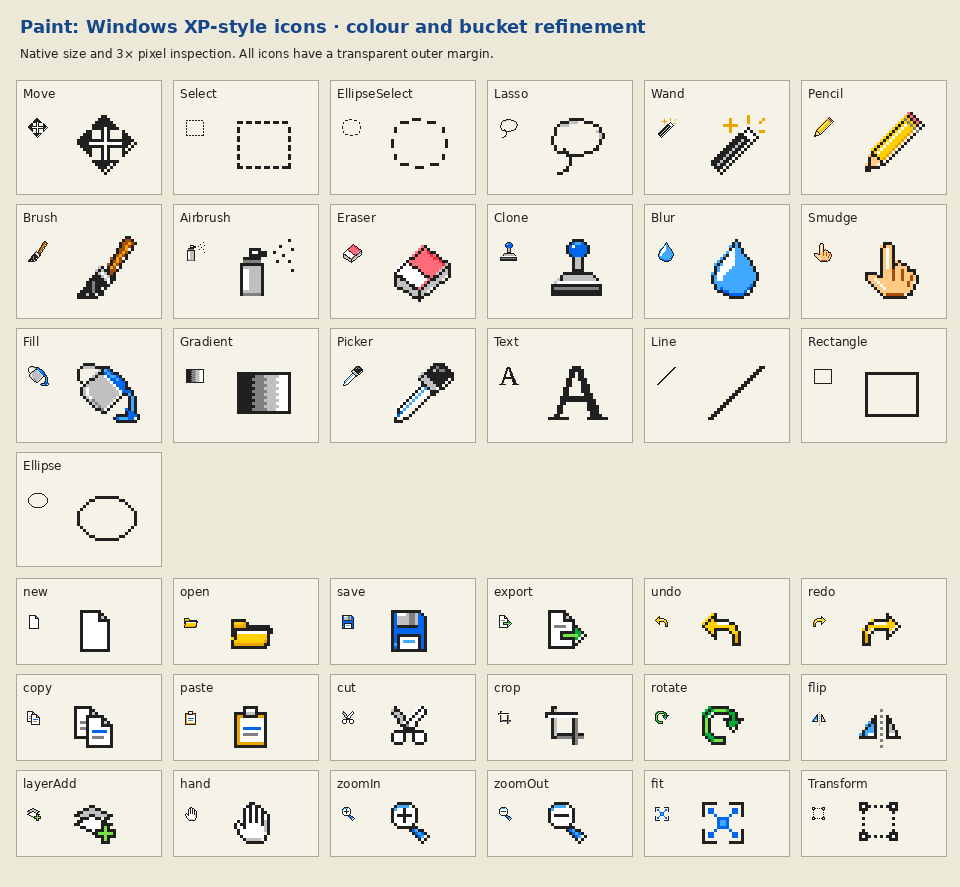 Paint: Windows XP-style icons · colour and bucket refinement
Native size and 3× pixel inspection. All icons have a transparent outer margin.
Move Select EllipseSelect Lasso Wand Pencil
Brush Airbrush Eraser Clone Blur Smudge
Fill Gradient Picker Text Line Rectangle
Ellipse
new open save export undo redo
copy paste cut crop rotate flip
layerAdd hand zoomIn zoomOut fit Transform